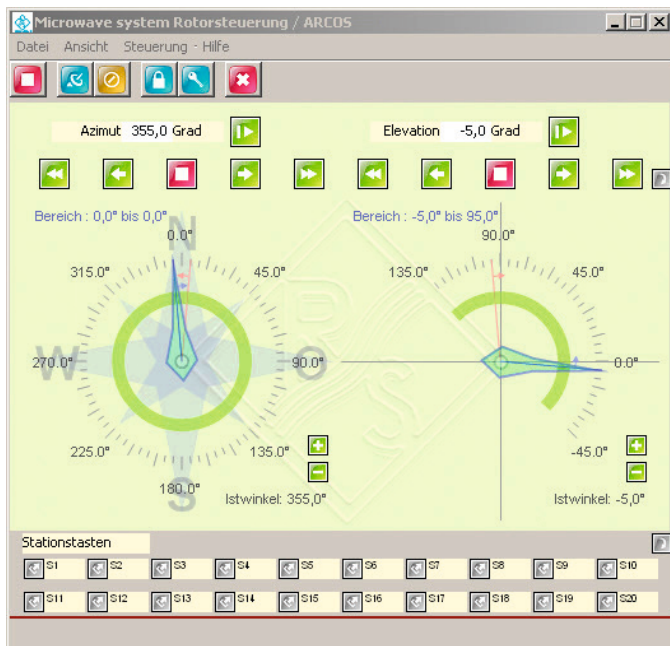 Microwave system Rotorsteuerung / ARCOS
Datei Ansicht Steuerung - Hilfe
Azimut 355,0 Grad
Elevation -5,0 Grad
Bereich : 0,0° bis 0,0°
Bereich : -5,0° bis 95,0°
N
0.0°
90.0°
315.0°
45.0°
135.0°
45.0°
W
270.0°
90.0°
O
0.0°
225.0°
135.0°
-45.0°
180.0°
S
Istwinkel: 355,0°
Istwinkel: -5,0°
R
S
Stationstasten
S1 S2 S3 S4 S5 S6 S7 S8 S9 S10
S11 S12 S13 S14 S15 S16 S17 S18 S19 S20